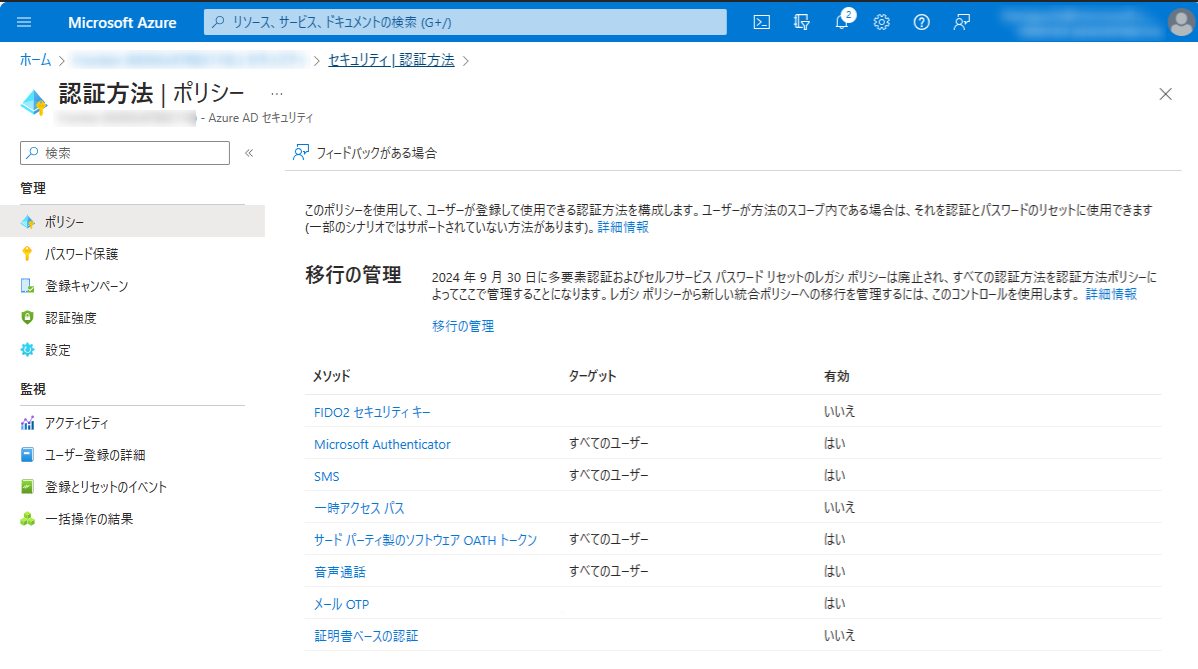 Microsoft Azure
リソース、サービス、ドキュメントの検索 (G+/)
2
ホーム > > セキュリティ | 認証方法 >
認証方法 | ポリシー ...
- Azure AD セキュリティ
検索 «
フィードバックがある場合
管理
ポリシー
パスワード保護
登録キャンペーン
認証強度
設定
監視
アクティビティ
ユーザー登録の詳細
登録とリセットのイベント
一括操作の結果
このポリシーを使用して、ユーザーが登録して使用できる認証方法を構成します。ユーザーが方法のスコープ内である場合は、それを認証とパスワードのリセットに使用できます
(一部のシナリオではサポートされていない方法があります)。詳細情報
移行の管理
2024 年 9 月 30 日に多要素認証およびセルフサービス パスワード リセットのレガシ ポリシーは廃止され、すべての認証方法を認証方法ポリシーに
よってここで管理することになります。レガシ ポリシーから新しい統合ポリシーへの移行を管理するには、このコントロールを使用します。 詳細情報
移行の管理
メソッド ターゲット 有効
FIDO2 セキュリティ キー いいえ
Microsoft Authenticator すべてのユーザー はい
SMS すべてのユーザー はい
一時アクセス パス いいえ
サード パーティ製のソフトウェア OATH トークン すべてのユーザー はい
音声通話 すべてのユーザー はい
メール OTP はい
証明書ベースの認証 いいえ